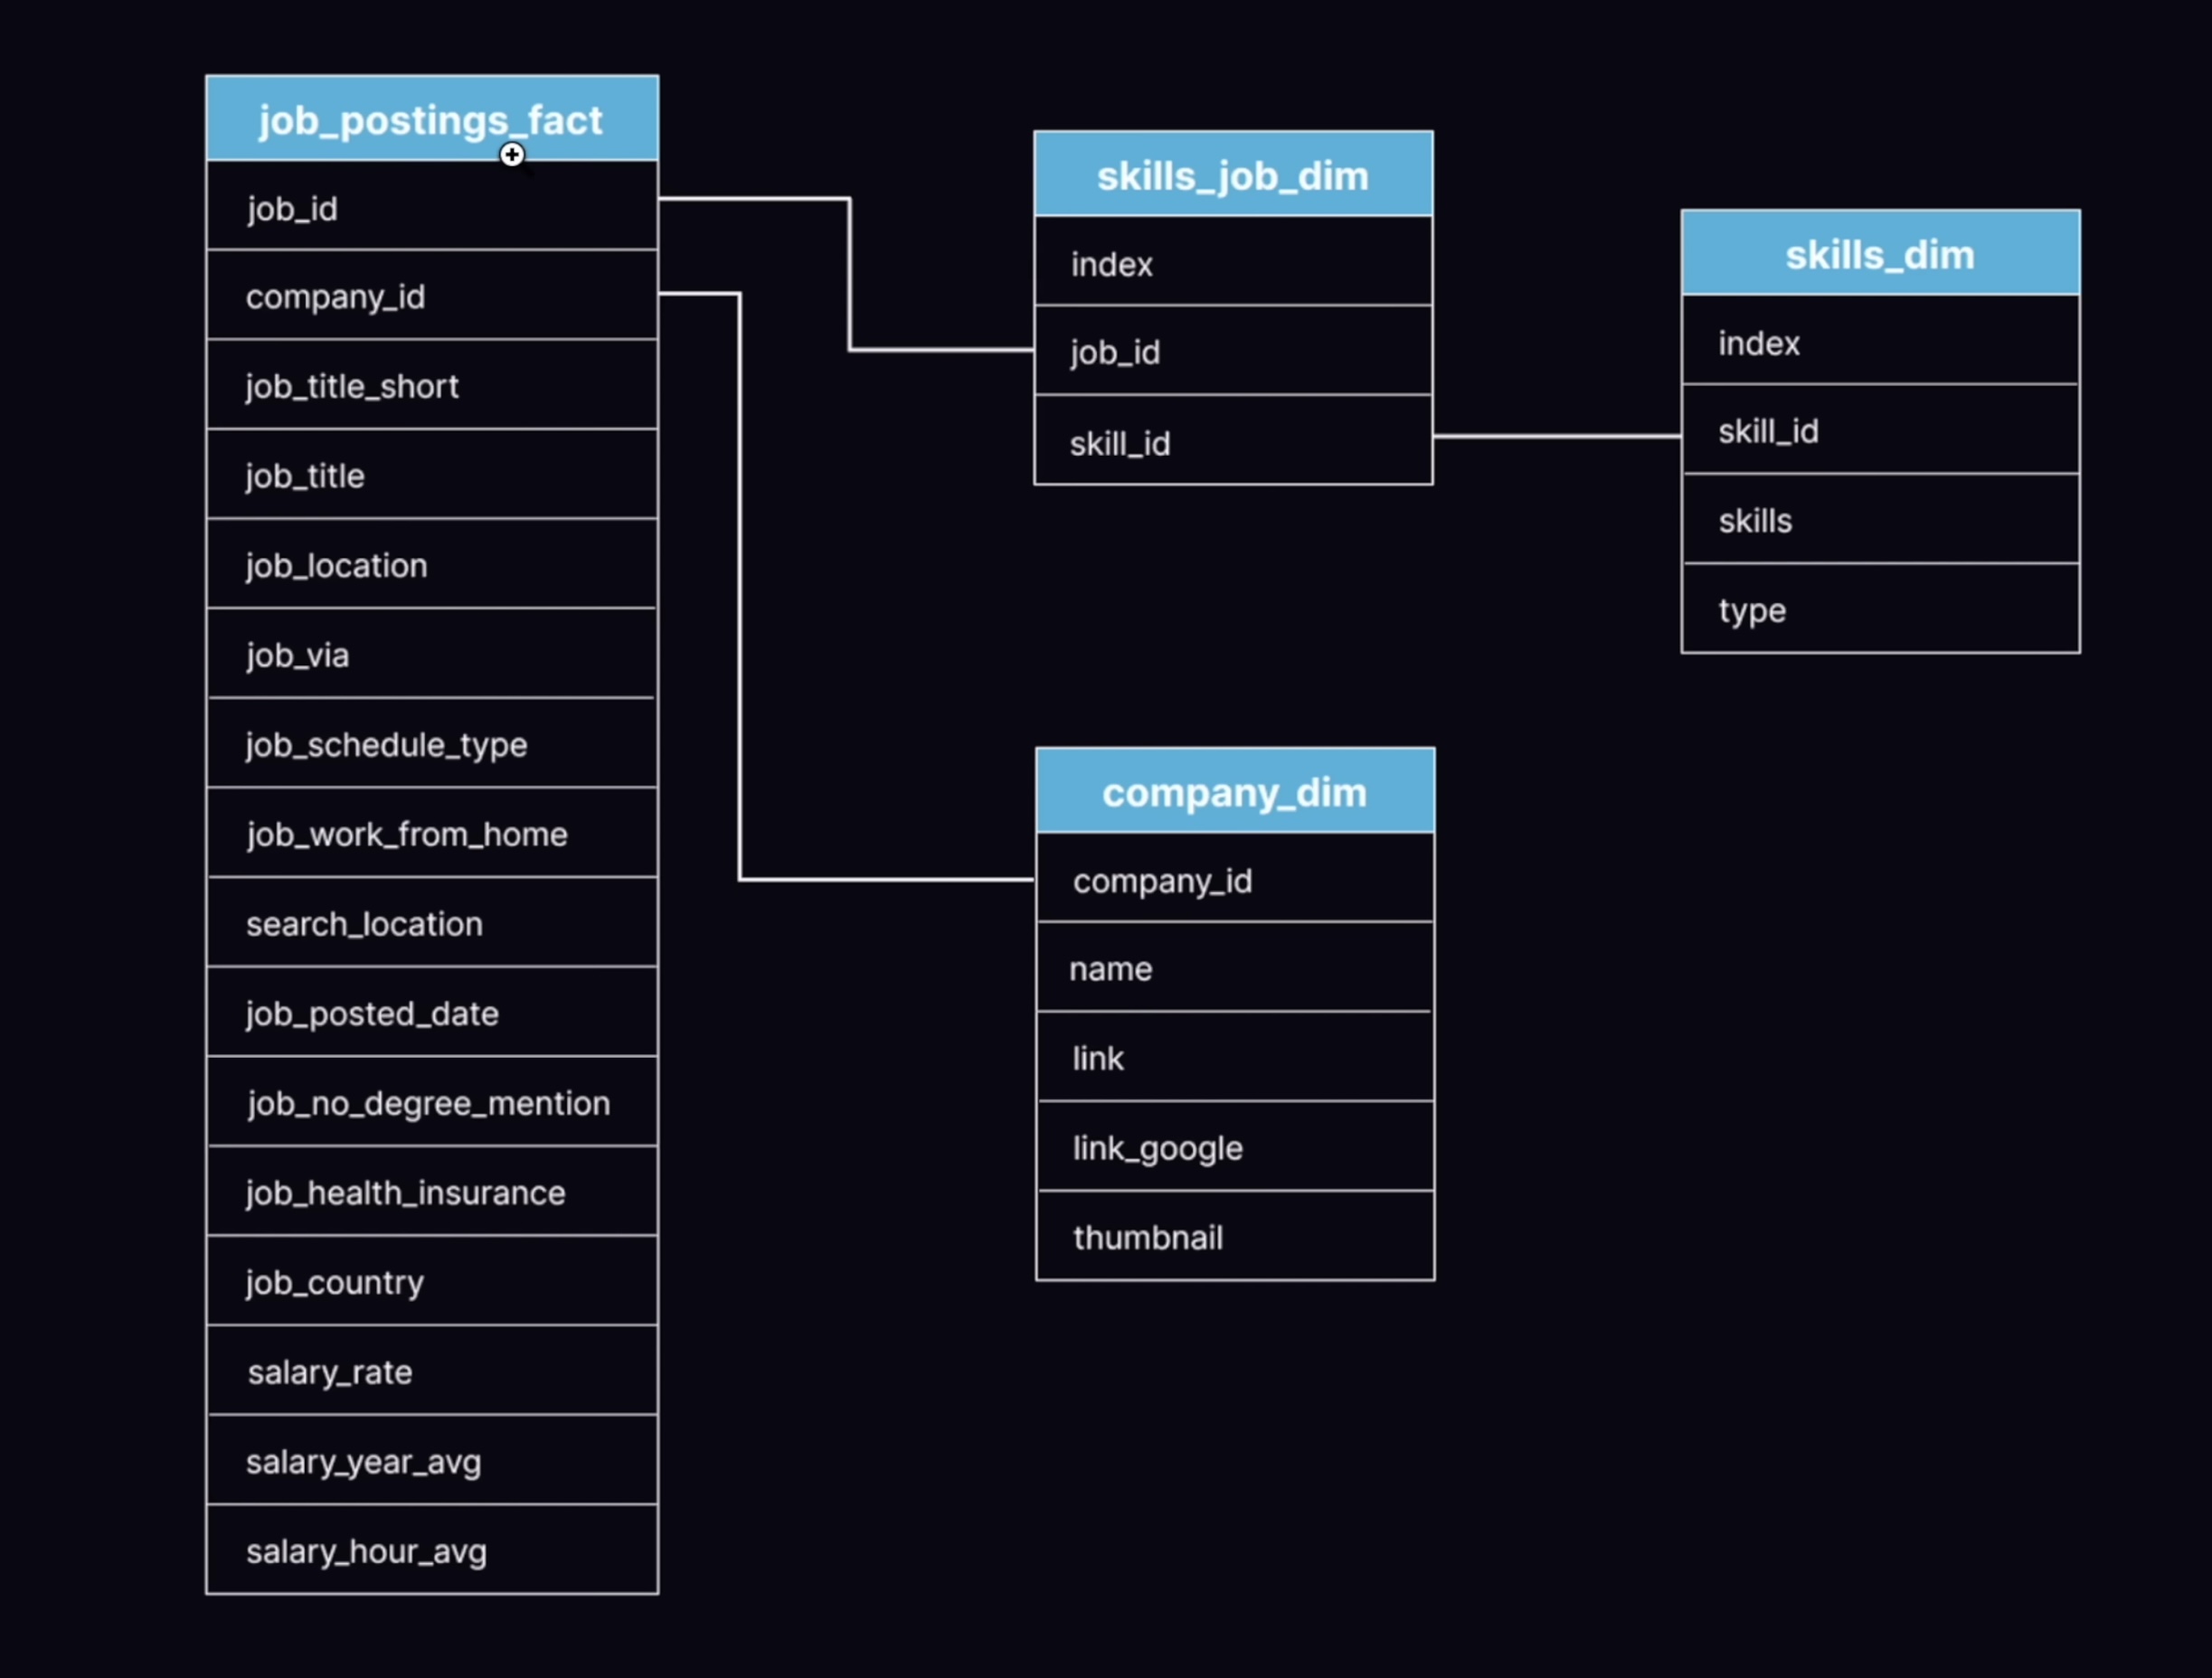 job_postings_fact
job_id
company_id
job_title_short
job_title
job_location
job_via
job_schedule_type
job_work_from_home
search_location
job_posted_date
job_no_degree_mention
job_health_insurance
job_country
salary_rate
salary_year_avg
salary_hour_avg
skills_job_dim
index
job_id
skill_id
skills_dim
index
skill_id
skills
type
company_dim
company_id
name
link
link_google
thumbnail